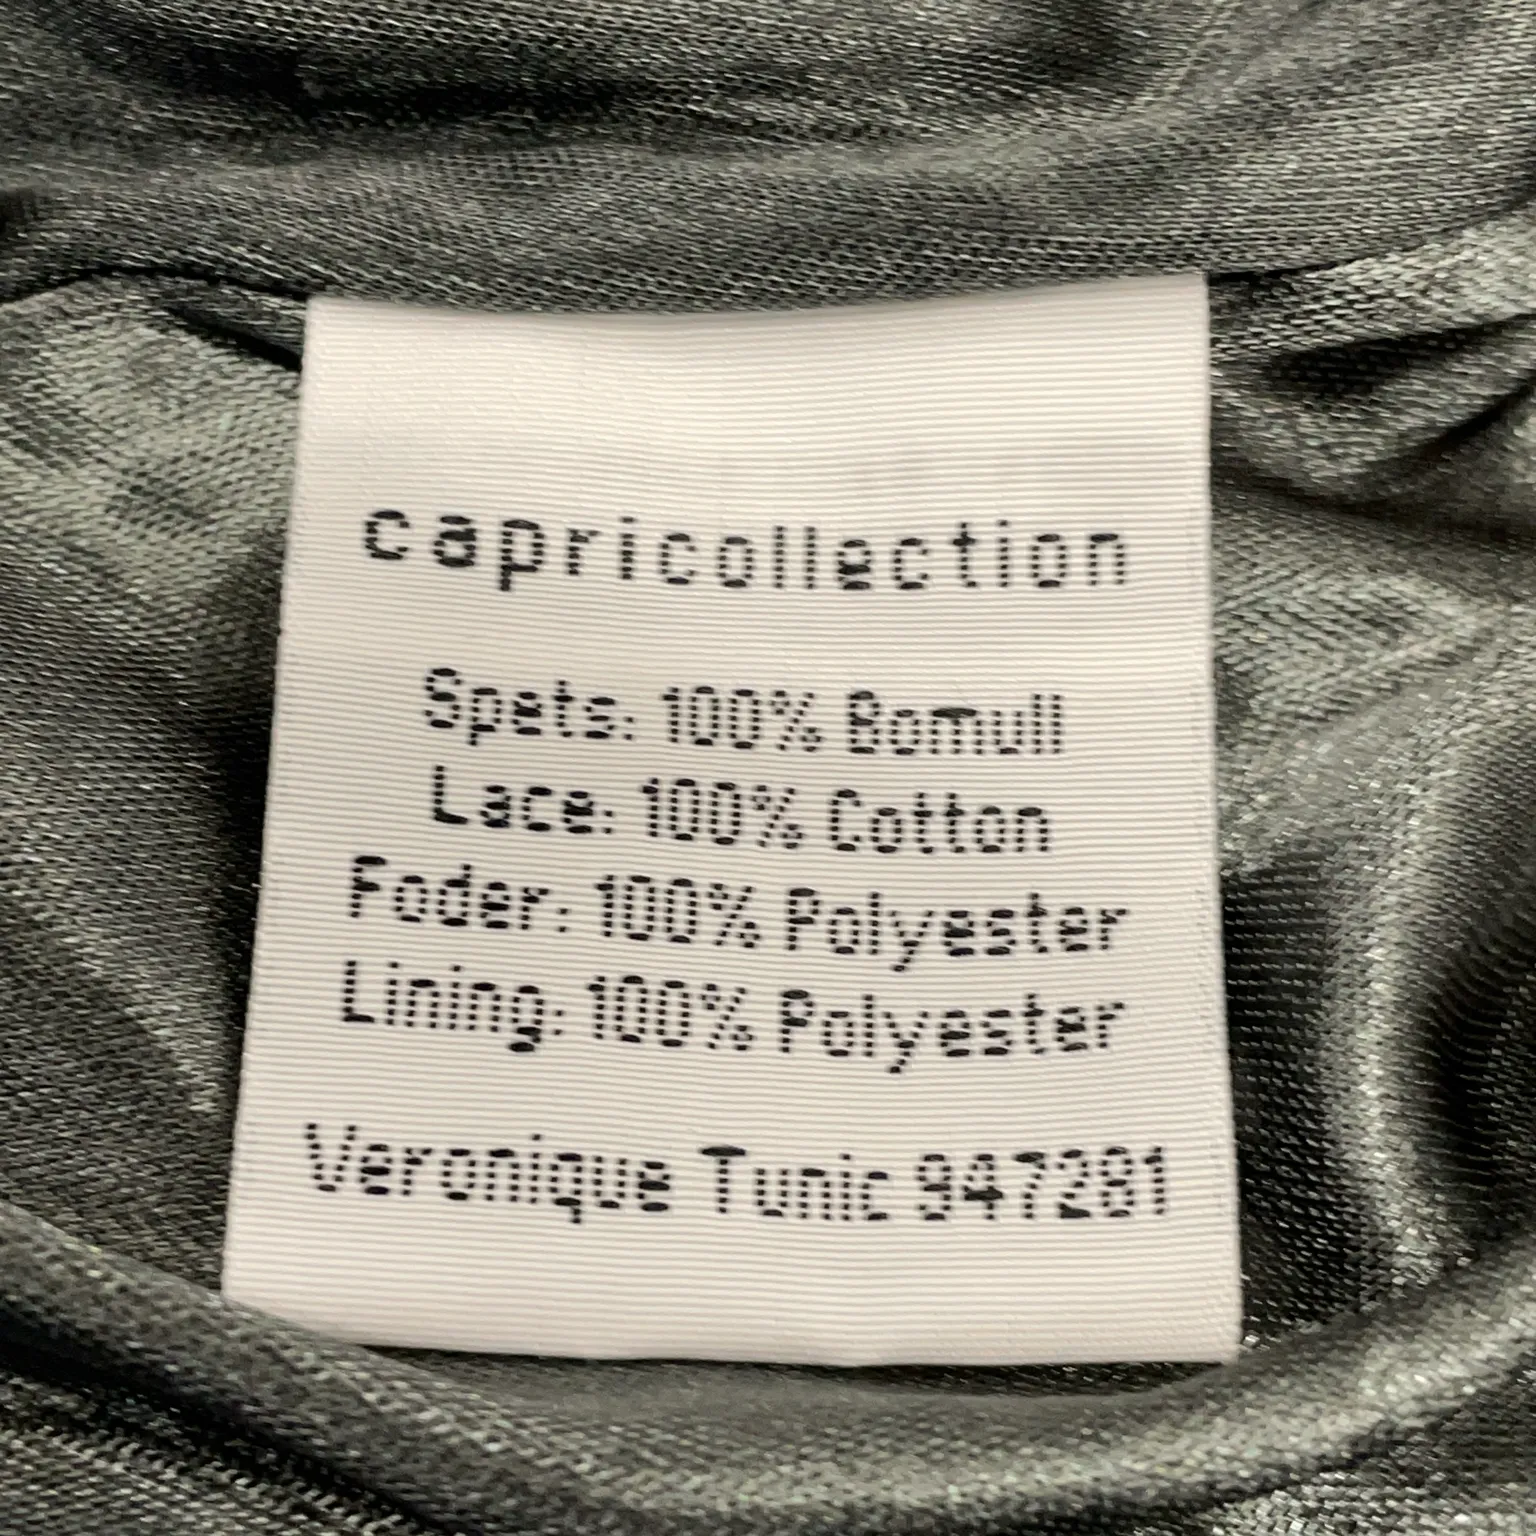 capricollection
Spets: 100% Bomull
Lace: 100% Cotton
Foder: 100% Polyester
Lining: 100% Polyester
Veronique Tunic 947281